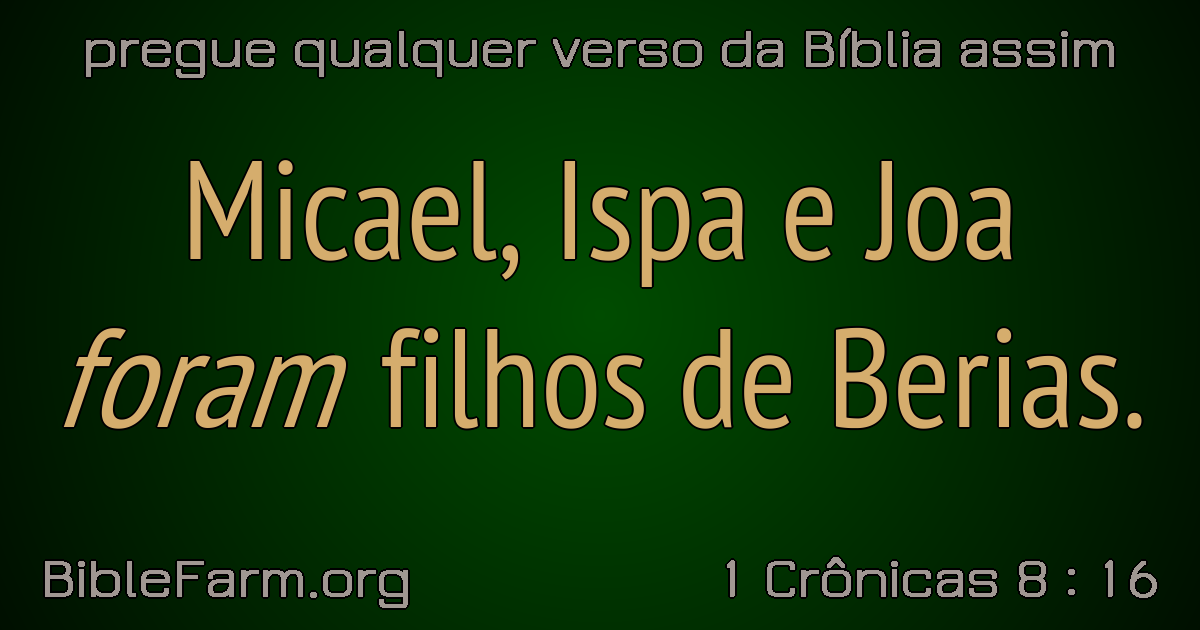 pregue qualquer verso da Bíblia assim
Micael, Ispa e Joa
foram filhos de Berias.
BibleFarm.org
1 Crônicas 8 : 16